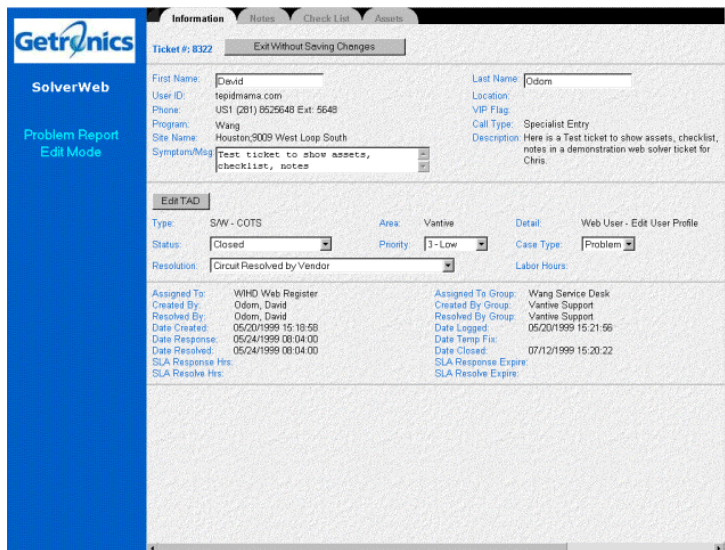 Information Notes Check List Assets
Getronics
Ticket #: 8322 Exit Without Saving Changes
SolverWeb
Problem Report
Edit Mode
First Name: David Last Name: Odom
User ID: tepidmama.com Location:
Phone: US1 (281) 8525648 Ext: 5648 VIP Flag:
Program: Wang Call Type: Specialist Entry
Site Name: Houston;9009 West Loop South Description: Here is a Test ticket to show assets, checklist,
notes in a demonstration web solver ticket for
Chris.
Symptom/Msg: Test ticket to show assets,
checklist, notes
Edit TAD
Type: S/W - COTS Area: Vantive Detail: Web User - Edit User Profile
Status: Closed Priority: 3-Low Case Type: Problem
Resolution: Circuit Resolved by Vendor Labor Hours:
Assigned To: WIHD Web Register Assigned To Group: Wang Service Desk
Created By: Odom, David Created By Group: Vantive Support
Resolved By: Odom, David Resolved By Group: Vantive Support
Date Created: 05/20/1999 15:18:58 Date Logged: 05/20/1999 15:21:56
Date Response: 05/24/1999 08:04:00 Date Temp Fix:
Date Resolved: 05/24/1999 08:04:00 Date Closed: 07/12/1999 15:20:22
SLA Response Hrs: SLA Response Expire:
SLA Resolve Hrs: SLA Resolve Expire: